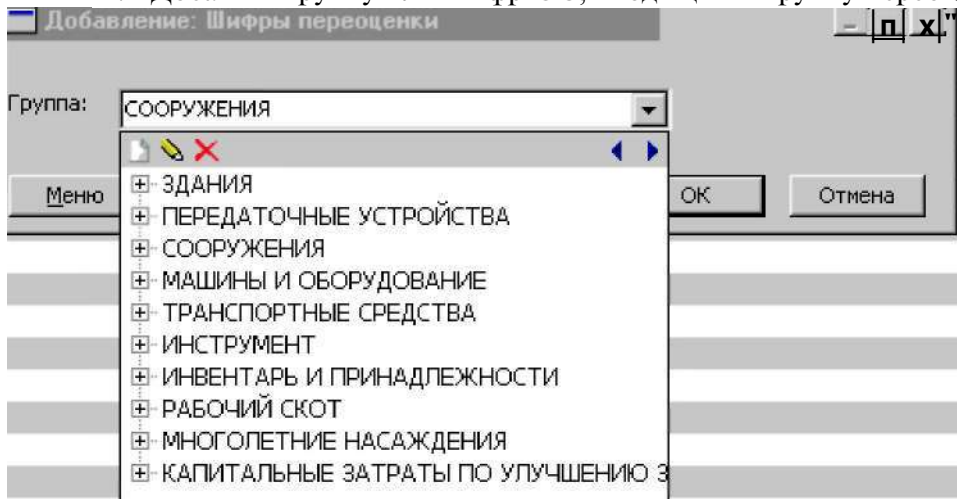 Добавление: Шифры переоценки
Группа:
СООРУЖЕНИЯ
ЗДАНИЯ
Меню
ОК
Отмена
ПЕРЕДАТОЧНЫЕ УСТРОЙСТВА
СООРУЖЕНИЯ
МАШИНЫ И ОБОРУДОВАНИЕ
ТРАНСПОРТНЫЕ СРЕДСТВА
ИНСТРУМЕНТ
ИНВЕНТАРЬ И ПРИНАДЛЕЖНОСТИ
РАБОЧИЙ СКОТ
МНОГОЛЕТНИЕ НАСАЖДЕНИЯ
КАПИТАЛЬНЫЕ ЗАТРАТЫ ПО УЛУЧШЕНИЮ З